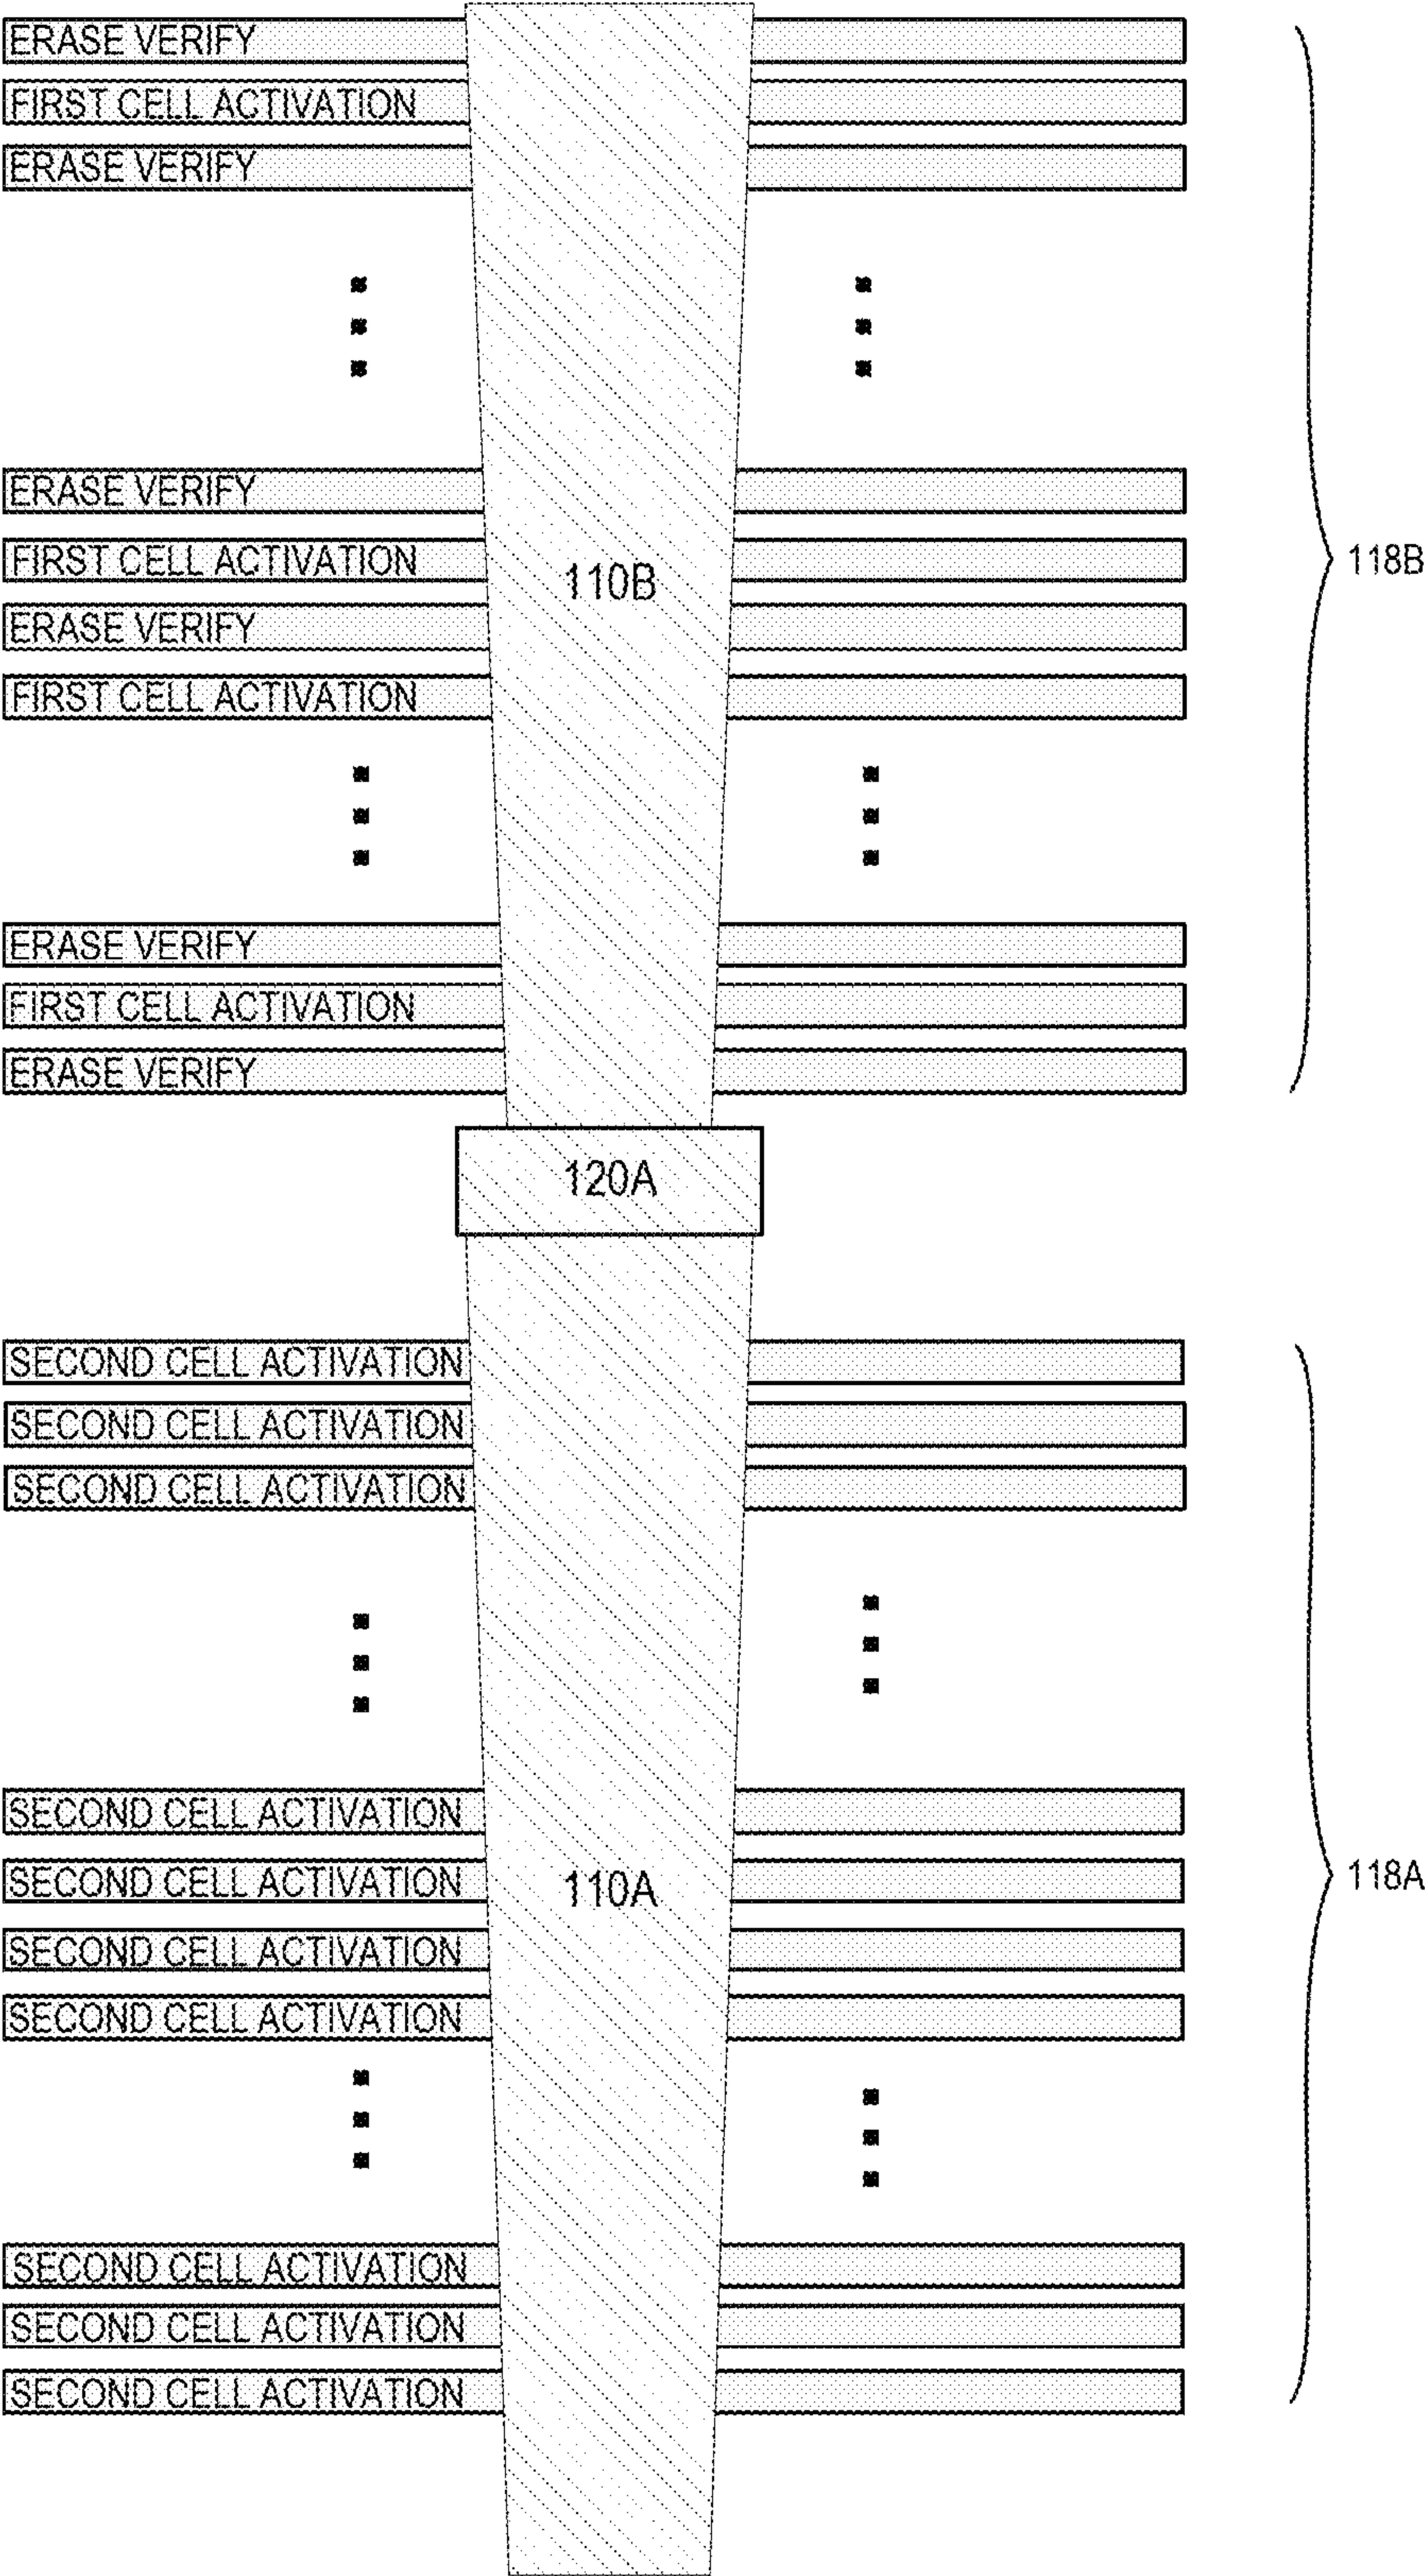 ERASE VERIFY
FIRST CELL ACTIVATION
ERASE VERIFY
ERASE VERIFY
FIRST CELL ACTIVATION
110B
118B
ERASE VERIFY
FIRST CELL ACTIVATION
ERASE VERIFY
FIRST CELL ACTIVATION
ERASE VERIFY
120A
SECOND CELL ACTIVATION
SECOND CELL ACTIVATION
SECOND CELL ACTIVATION
SECOND CELL ACTIVATION
SECOND CELL ACTIVATION
110A
118A
SECOND CELL ACTIVATION
SECOND CELL ACTIVATION
SECOND CELL ACTIVATION
SECOND CELL ACTIVATION
SECOND CELL ACTIVATION